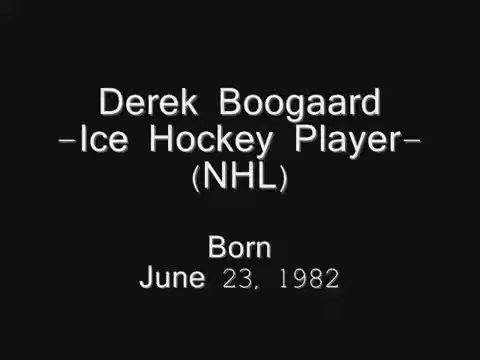 Derek Boogaard
-Ice Hockey Player-
(NHL)
Born
June 23, 1982